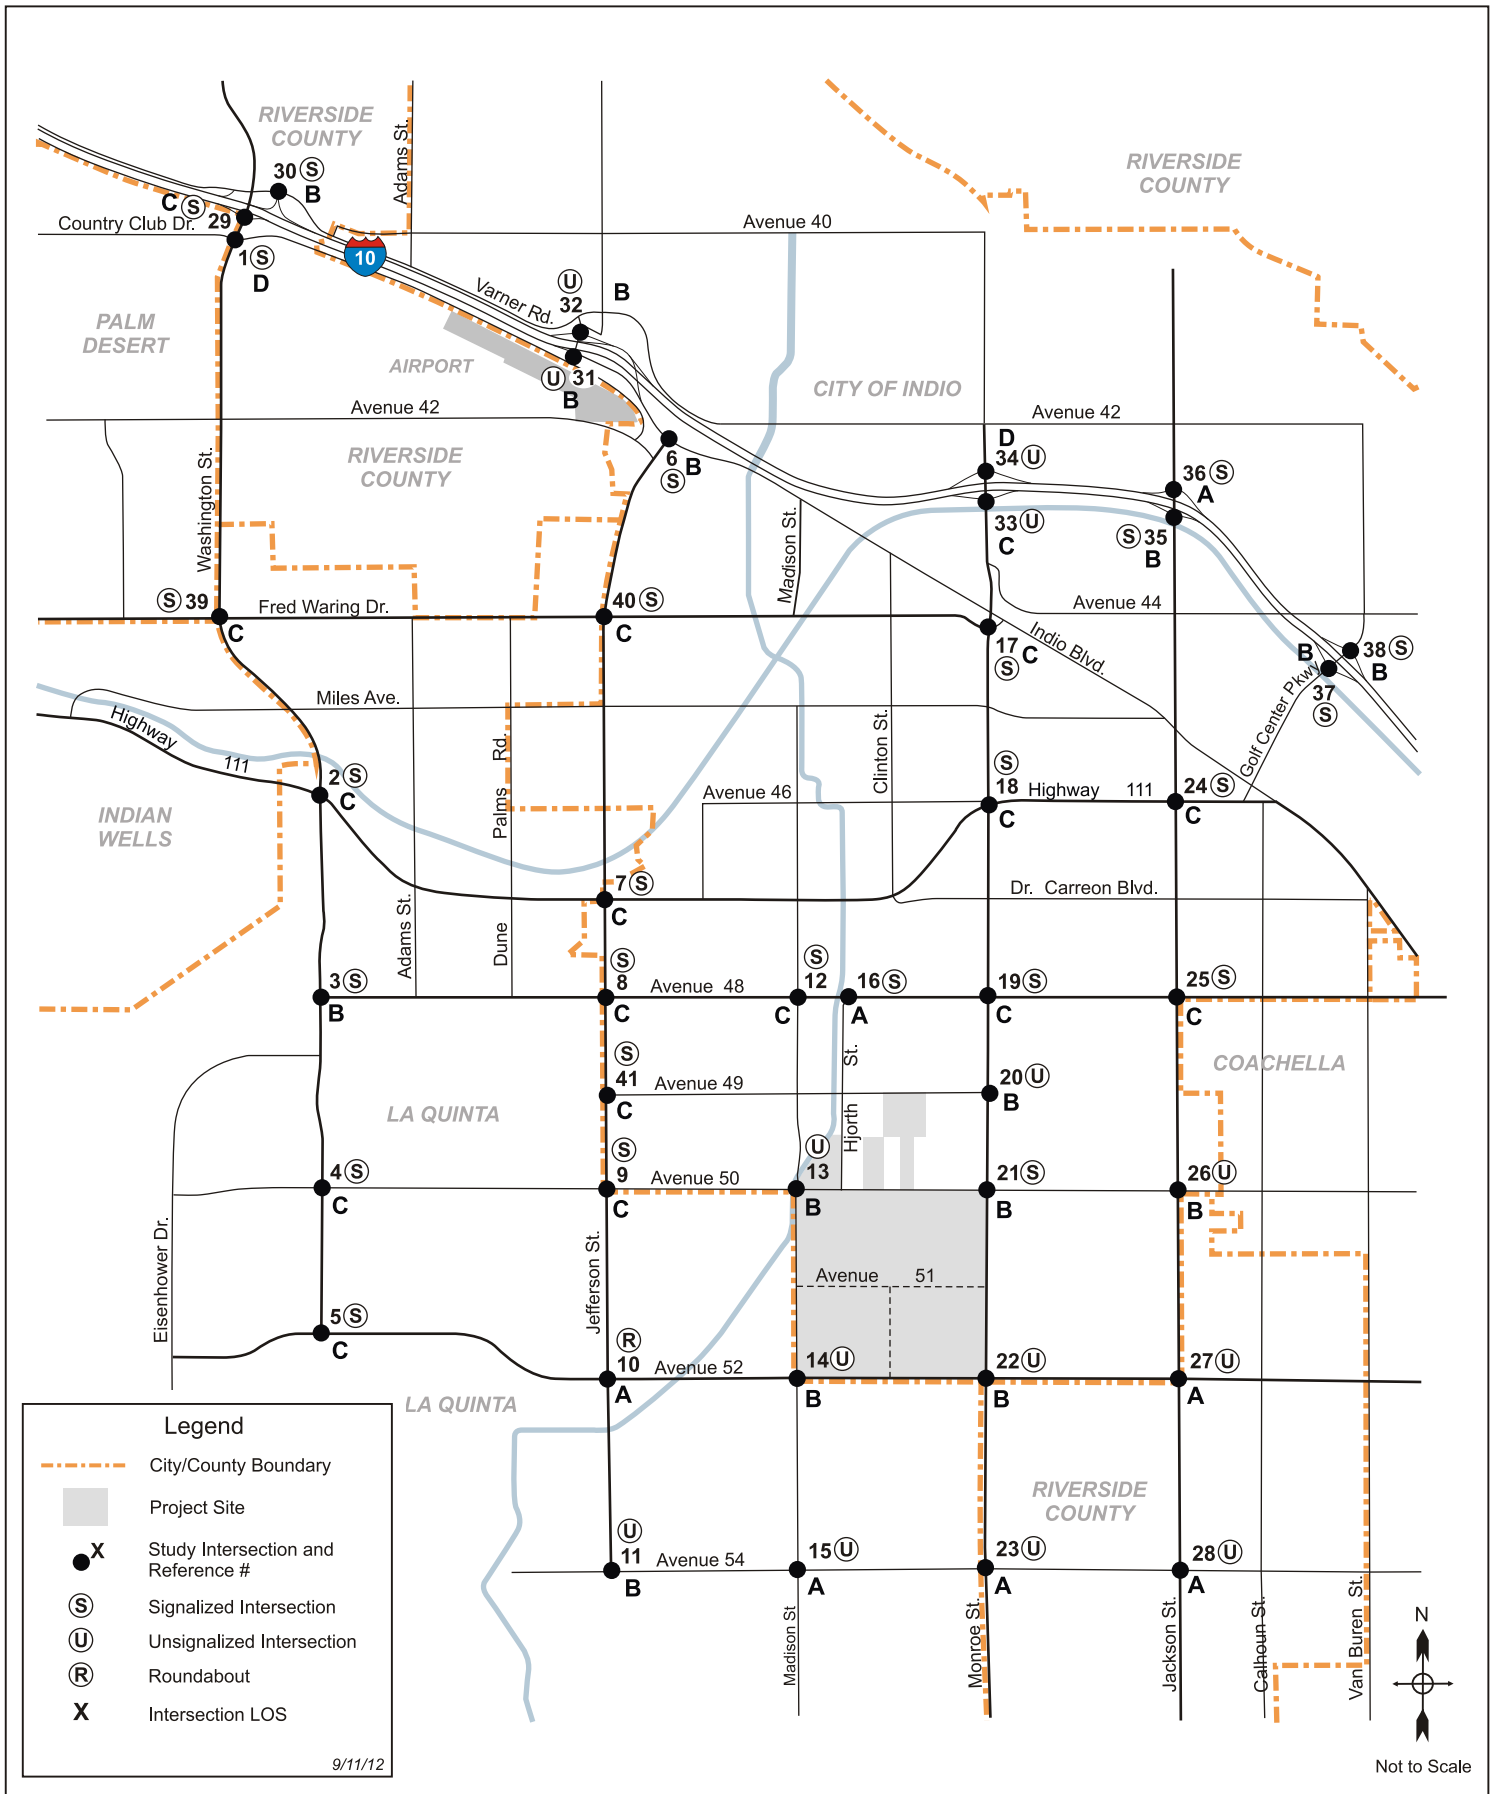 RIVERSIDE
COUNTY
Adams St.
RIVERSIDE
COUNTY
30 S
B
C S
29
Country Club Dr.
Avenue 40
1 S
D
10
Varner Rd.
U
32
B
PALM
DESERT
AIRPORT
U 31
B
CITY OF INDIO
Avenue 42
Avenue 42
Washington St.
RIVERSIDE
COUNTY
6
B
S
D
34 U
36 S
A
Madison St.
33 U
C
S 35
B
S 39
C
Fred Waring Dr.
40 S
C
Avenue 44
17
C
S
Indio Blvd.
B
38 S
B
37
S
Golf Center Pkwy
Miles Ave.
Highway
111
Palms Rd.
Clinton St.
2 S
C
INDIAN
WELLS
Avenue 46
S
18
C
Highway 111
24 S
C
7 S
C
Dr. Carreon Blvd.
Adams St.
Dune
3 S
B
S
8
C
Avenue 48
S
12
C
16 S
A
19 S
C
25 S
C
St.
COACHELLA
S
41
C
Avenue 49
20 U
B
LA QUINTA
Hjorth
4 S
C
S
9
C
Avenue 50
U
13
B
21 S
B
26 U
B
Eisenhower Dr.
Jefferson St.
Avenue 51
5 S
C
R
10
A
Avenue 52
14 U
B
22 U
B
27 U
A
LA QUINTA
RIVERSIDE
COUNTY
U
11
B
Avenue 54
15 U
A
23 U
A
28 U
A
Madison St
Monroe St.
Jackson St.
Calhoun St.
Van Buren St.
Legend
City/County Boundary
Project Site
X
Study Intersection and
Reference #
S Signalized Intersection
U Unsignalized Intersection
R Roundabout
X Intersection LOS
9/11/12
N
Not to Scale